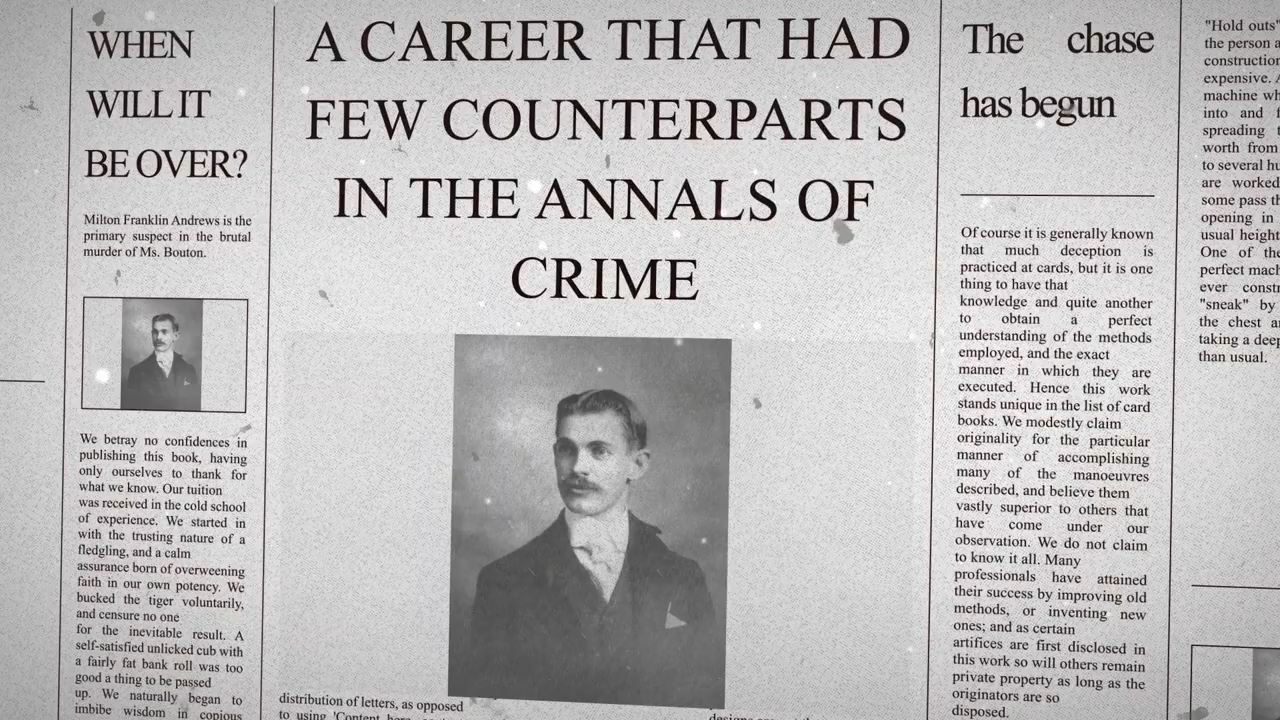 WHEN
WILL IT
BE OVER?
Milton Franklin Andrews is the
primary suspect in the brutal
murder of Ms. Bouton.
We betray no confidences in
publishing this book, having
only ourselves to thank for
what we know. Our tuition
was received in the cold school
of experience. We started in
with the trusting nature of a
fledgling, and a calm
assurance born of overweening
faith in our own potency. We
bucked the tiger voluntarily,
and censure no one
for the inevitable result. A
self-satisfied unlicked cub with
a fairly fat bank roll was too
good a thing to be passed
up. We naturally began to
imbibe wisdom in copious
A CAREER THAT HAD
FEW COUNTERPARTS
IN THE ANNALS OF
CRIME
distribution of letters, as opposed
to using 'Content here,
The chase
has begun
Of course it is generally known
that much deception is
practiced at cards, but it is one
thing to have that
knowledge and quite another
to obtain a perfect
understanding of the methods
employed, and the exact
manner in which they are
executed. Hence this work
stands unique in the list of card
books. We modestly claim
originality for the particular
manner of accomplishing
many of the manoeuvres
described, and believe them
vastly superior to others that
have come under our
observation. We do not claim
to know it all. Many
professionals have attained
their success by improving old
methods, or inventing new
ones; and as certain
artifices are first disclosed in
this work so will others remain
private property as long as the
originators are so
disposed.
"Hold outs"
the person a
construction
expensive.
machine wh
into and
spreading
worth from
to several hu
are worked
some pass th
opening in
usual height
One of the
perfect mach
ever constr
"sneak" by
the chest a
taking a deep
than usual.